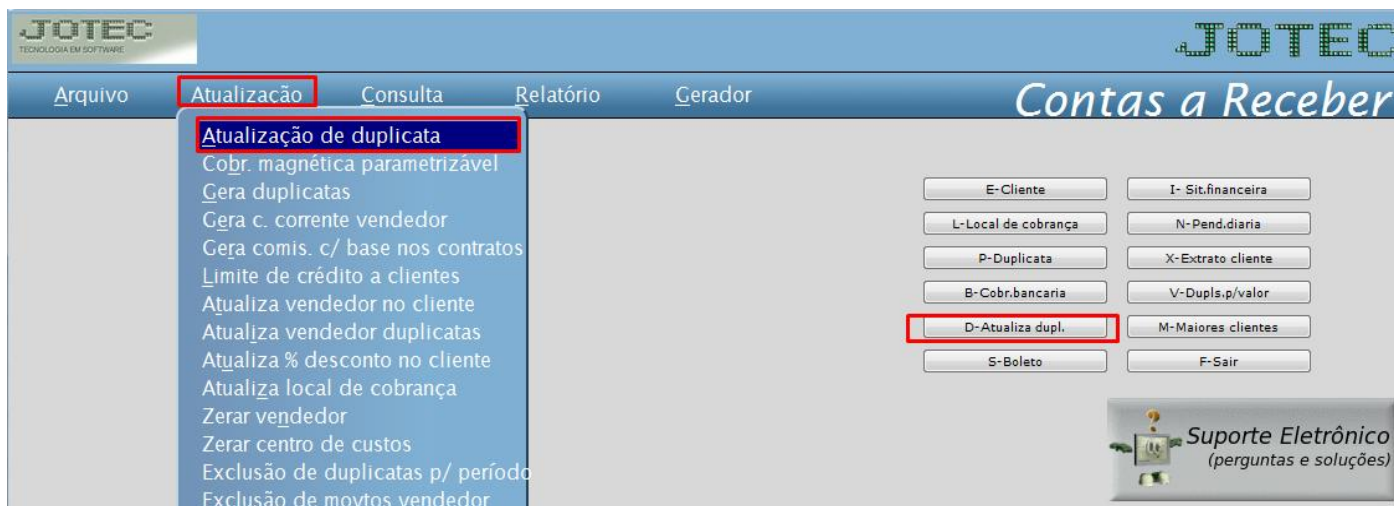 JOTEC
TECNOLOGIA EM SOFTWARE
JOTEC
Arquivo Atualização Consulta Relatório Gerador
Contas a Receber
Atualização de duplicata
Cobr. magnética parametrizável
Gera duplicatas
Gera c. corrente vendedor
Gera comis. c/ base nos contratos
Limite de crédito a clientes
Atualiza vendedor no cliente
Atualiza vendedor duplicatas
Atualiza % desconto no cliente
Atualiza local de cobrança
Zerar vendedor
Zerar centro de custos
Exclusão de duplicatas p/ período
Exclusão de movtos vendedor
E-Cliente I- Sit.financeira
L-Local de cobrança N-Pend.diaria
P-Duplicata X-Extrato cliente
B-Cobr.bancaria V-Dupls.p/valor
D-Atualiza dupl. M-Maiores clientes
S-Boleto F-Sair
Suporte Eletrônico
(perguntas e soluções)